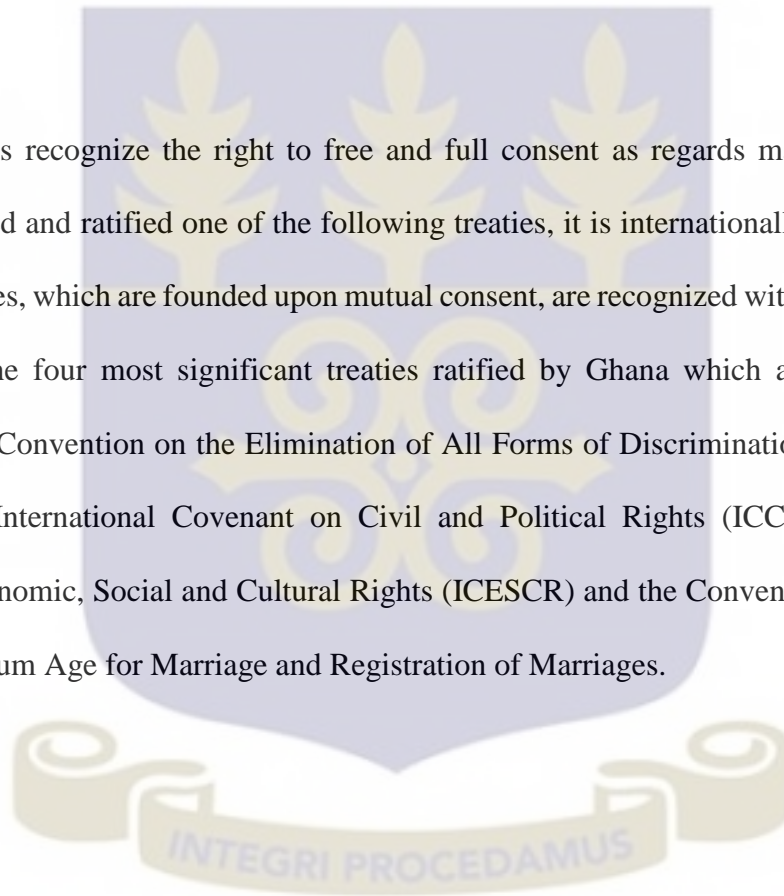 s recognize the right to free and full consent as regards m
d and ratified one of the following treaties, it is internationall
es, which are founded upon mutual consent, are recognized wit
ne four most significant treaties ratified by Ghana which a
Convention on the Elimination of All Forms of Discriminatio
International Covenant on Civil and Political Rights (ICC
nomic, Social and Cultural Rights (ICESCR) and the Conven
um Age for Marriage and Registration of Marriages.
INTEGRI PROCEDAMUS